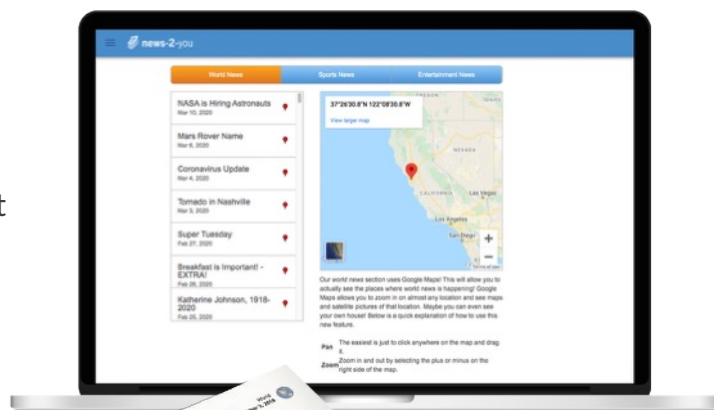 news-2-you
World News
Sports News
Entertainment News
NASA is Hiring Astronauts
Mar 10, 2020
Mars Rover Name
Mar 6, 2020
Coronavirus Update
Mar 4, 2020
Tornado in Nashville
Mar 3, 2020
Super Tuesday
Feb 27, 2020
Breakfast is Important! -
EXTRA!
Feb 26, 2020
Katherine Johnson, 1918-
2020
Feb 25, 2020
37°26'30.8"N 122°08'30.8"W
View larger map
OREGON
IDAHO
NEVADA
CALIFORNIA
Las Vegas
Los Angeles
San Diego
Terms of Use
Our world news section uses Google Maps! This will allow you to
actually see the places where world news is happening! Google
Maps allows you to zoom in on almost any location and see maps
and satellite pictures of that location. Maybe you can even see
your own house! Below is a quick explanation of how to use this
new feature.
Pan The easiest is just to click anywhere on the map and drag
it.
Zoom Zoom in and out by selecting the plus or minus on the
right side of the map.
t
World